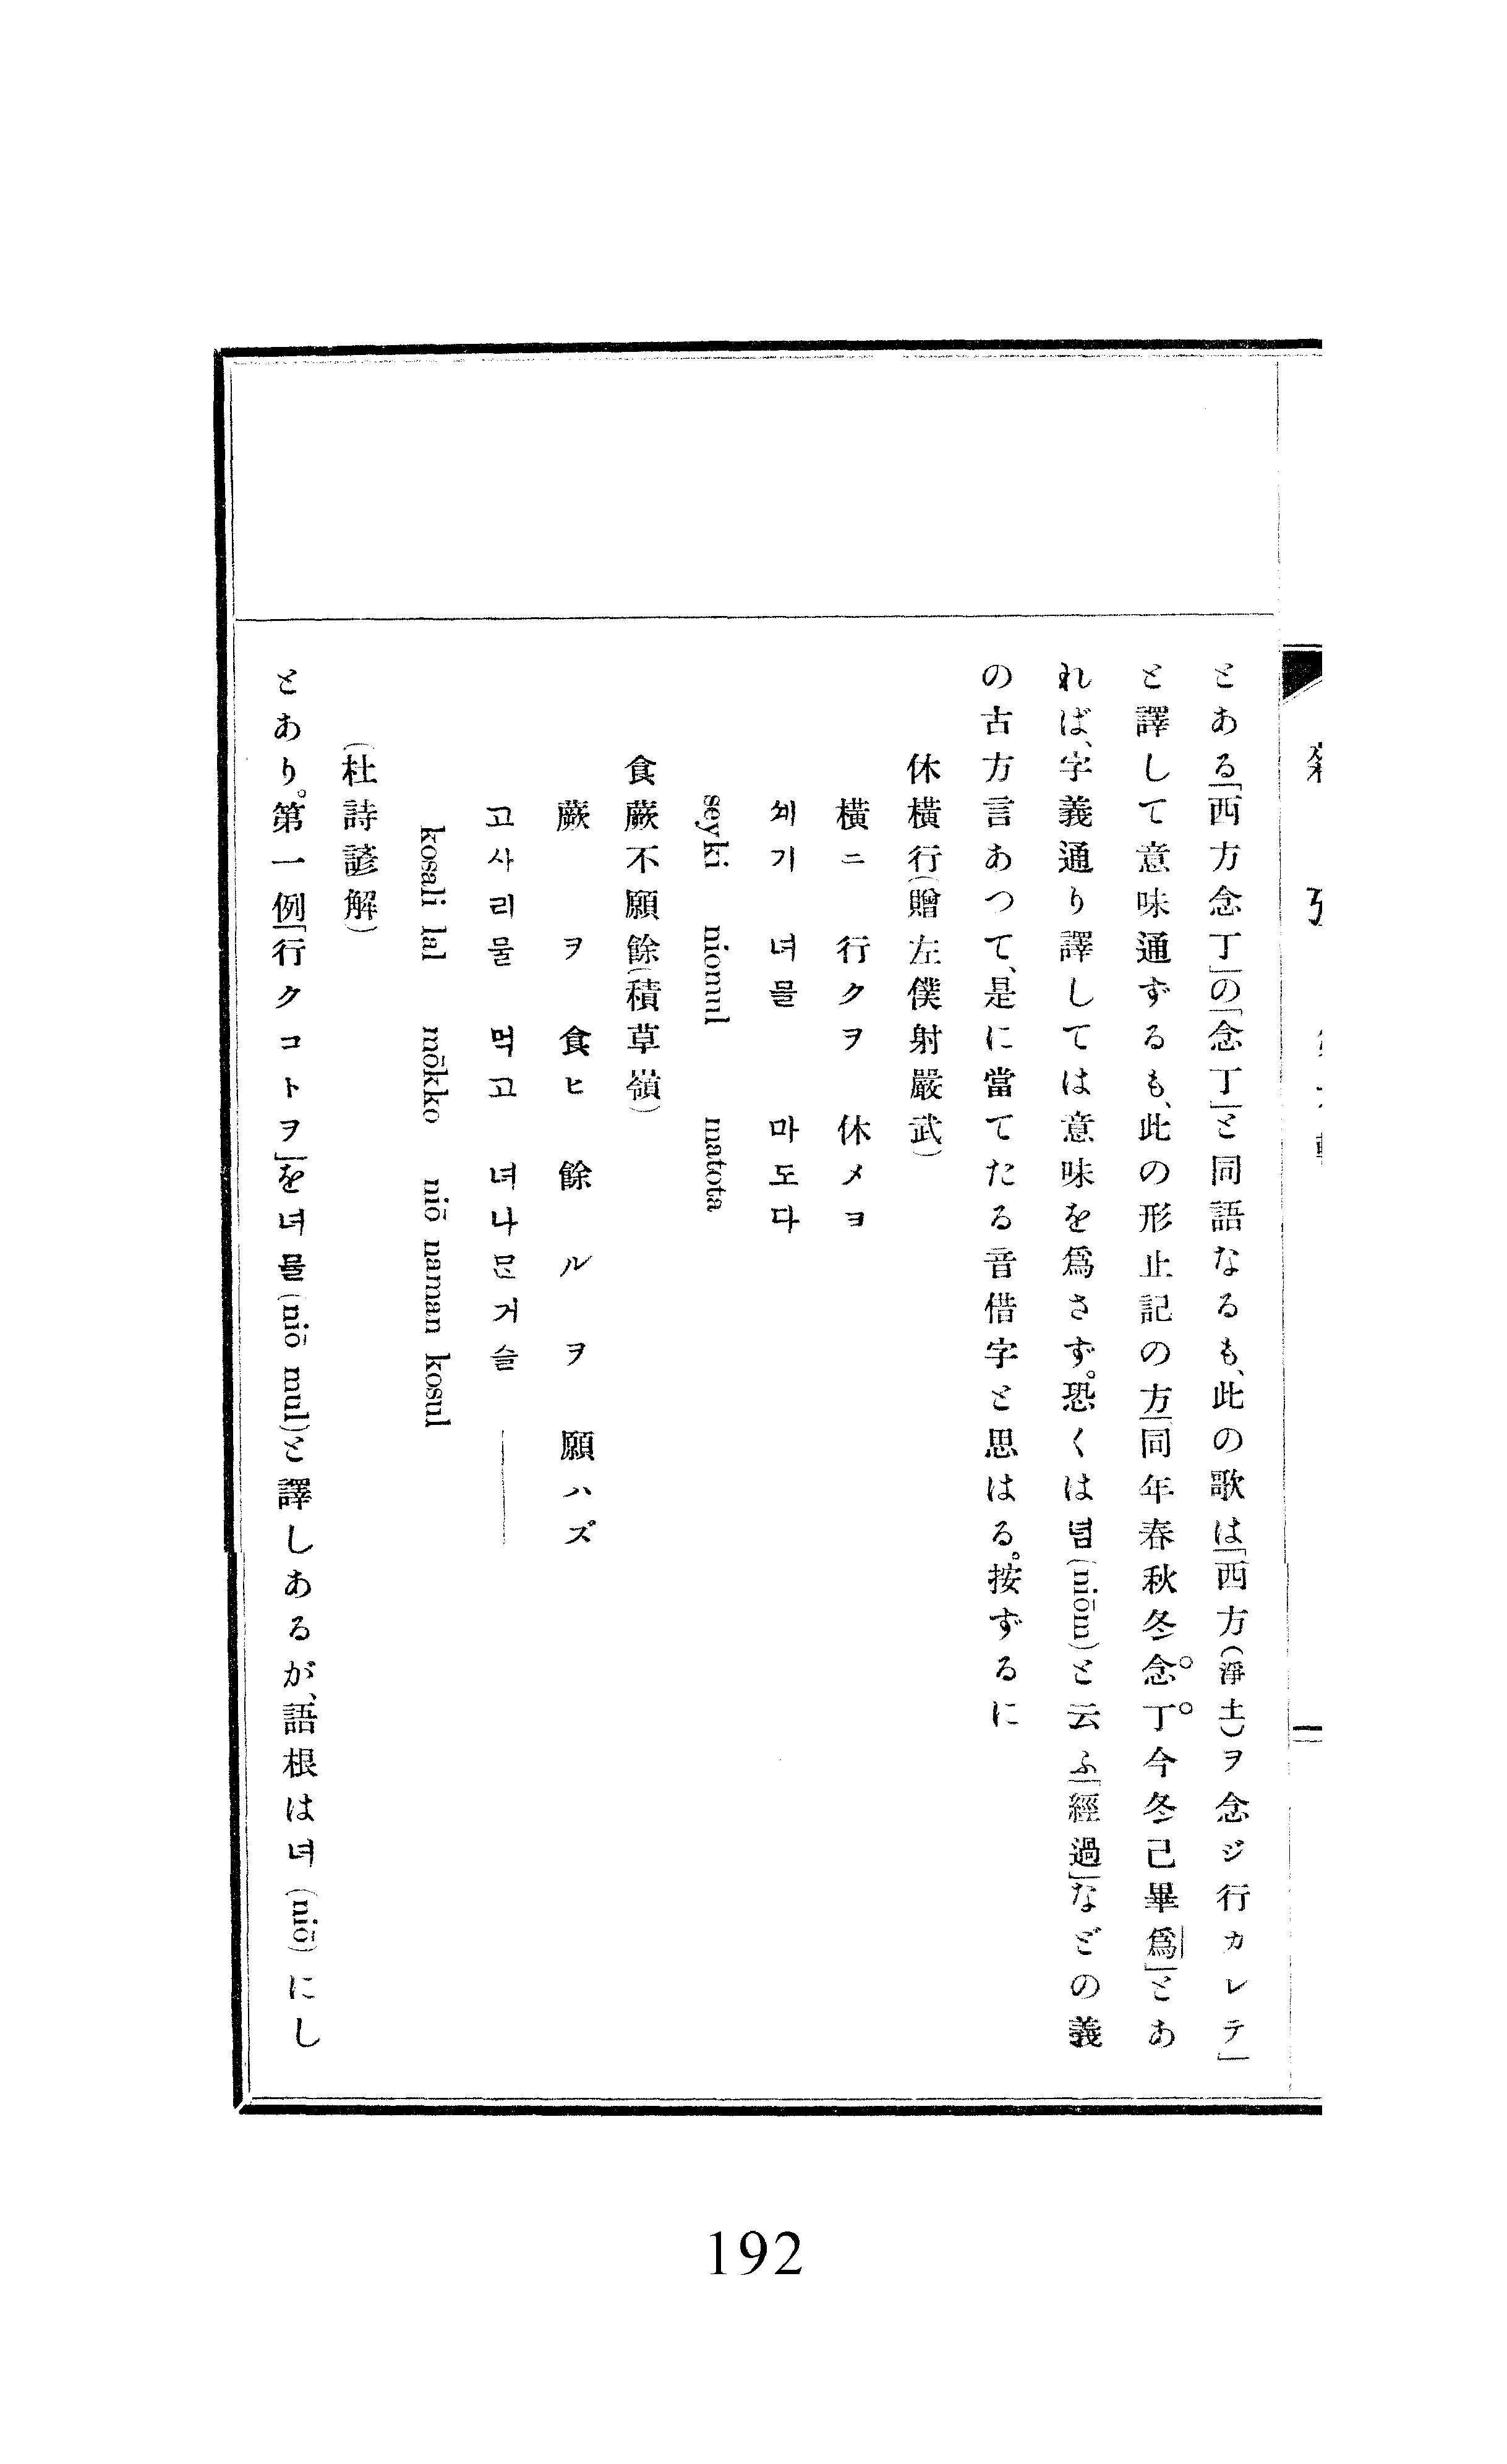 とある「西方念丁」の「念丁」と同語なるも、此の歌は「西方(淨土)ヲ念ジ行カレテ」
と譯して意味通ずるも、此の形止記の方「同年春秋冬念丁今冬己畢爲」とあ
れば、字義通り譯しては意味を爲さず。恐くは념(niŏm)と云ふ「經過」などの義
の古方言あつて、是に當てたる音借字と思はる。按ずるに
休橫行(贈左僕射嚴武)
橫ニ 行クヲ 休メヨ
쎄기 녀믈 마도다
seyki niomul matota
食蕨不願餘(積草嶺)
蕨 ヲ 食ヒ 餘 ル ヲ 願ハズ
고사리물 먹고 녀나믄거슬 ——
kosali lal mŏkko niŏ naman kosul
(杜詩諺解)
とあり。第一例「行クコトヲ」を녀믈(niŏ mul)と譯しあるが、語根は녀(niŏ)にし
192